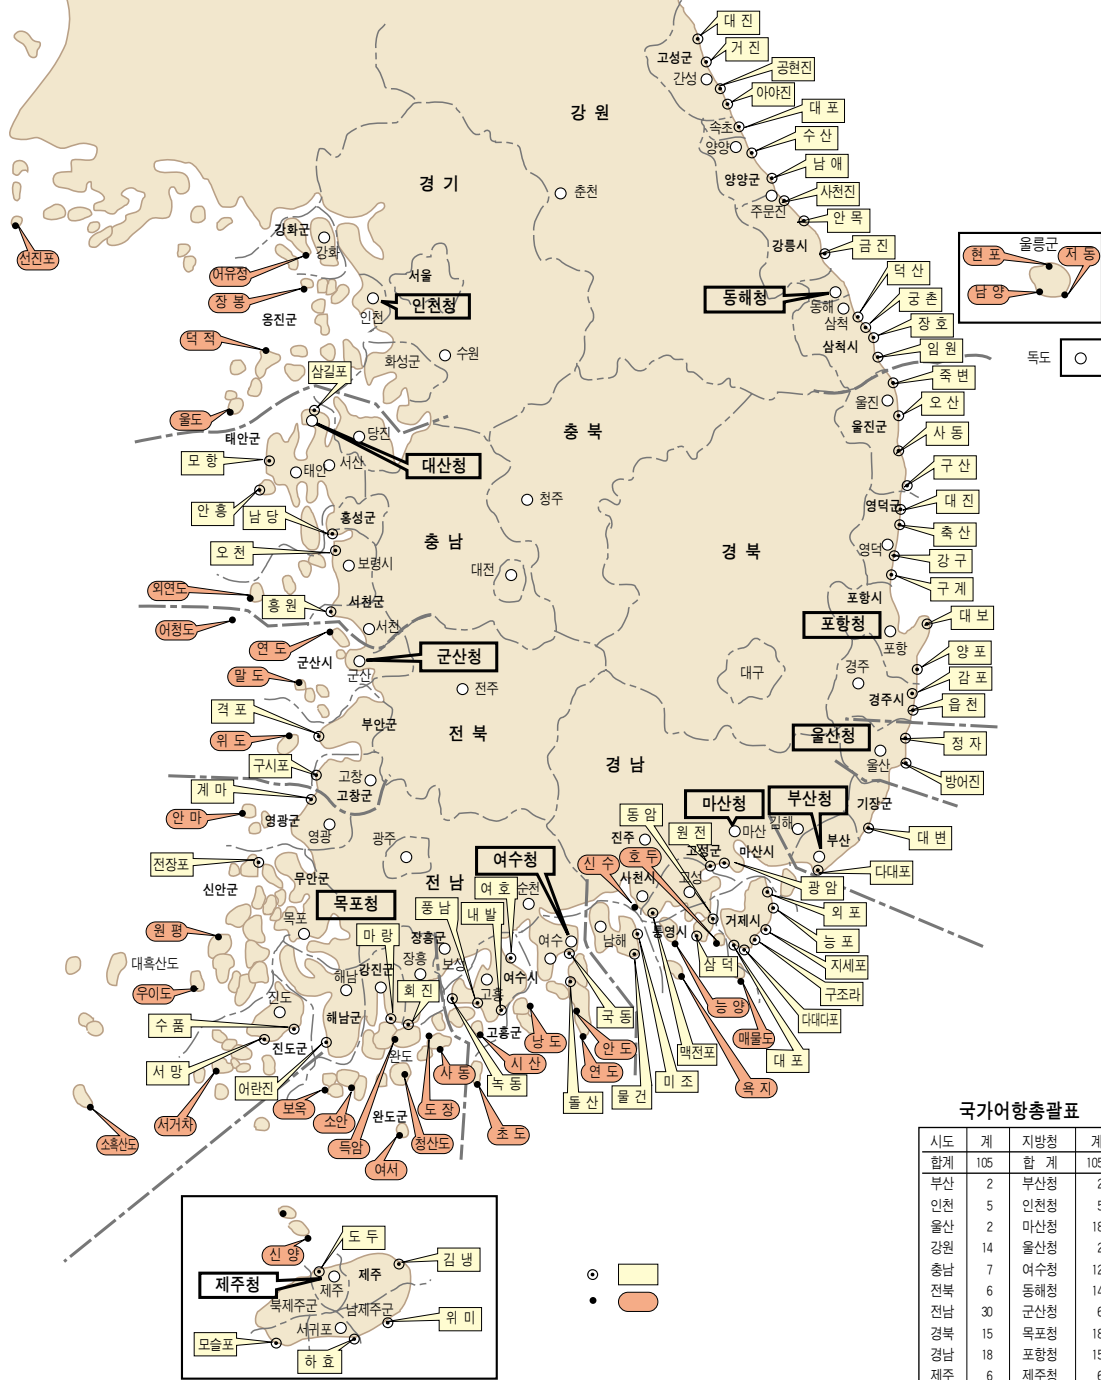 대 진
거 진
고성군
간성
공현진
아야진
강 원
대 포
속초
수 산
양양
남 애
경 기
양양군
사천진
춘천
주문진
안 목
강화군
강릉시
금 진
강화
선진포
어유정
서울
덕 산
울릉군
현 포
저 동
남 양
장 봉
인천청
동해청
궁 촌
옹진군
인천
동해
삼척
장 호
덕 적
삼척시
임 원
독도
수원
화성군
삼길포
죽 변
울진
오 산
울도
울진군
태안군
당진
충 북
사 동
모 항
서산
태안
대산청
구 산
안 흥
남 당
홍성군
청주
영덕군
대 진
축 산
오 천
충 남
경 북
영덕
강 구
보령시
대전
구 계
외연도
흥 원
서천군
포항시
어청도
서천
포항청
대 보
연 도
군산시
군산청
포항
양 포
말 도
군산
전주
대구
경주
감 포
격 포
부안군
경주시
읍 천
위 도
전 북
울산청
정 자
구시포
경 남
울산
방어진
계 마
고창
고창군
마산청
부산청
기장군
안 마
영광군
영광
광주
동 암
원 전
마산
김해
대 변
진주
고성군
마산시
부산
전장포
여수청
신 수
호 두
다대포
신안군
무안군
전 남
여 호
순천
사천시
고성
광 암
목포청
풍 남
내 발
외 포
목포
마 랑
거제시
원 평
장흥군
여수
남해
통영시
능 포
대흑산도
강진군
장흥
보성
삼 덕
지세포
우이도
해남
회 진
고흥
여수시
구조라
진도
능 양
수 품
해남군
국 동
다대다포
진도군
고흥군
낭 도
안 도
매물도
서 망
완도
시 산
맥전포
대 포
어란진
사 동
연 도
미 조
욕 지
녹 동
보옥
소안
도 장
돌 산
물 건
서거차
완도군
소흑산도
득암
청산도
초 도
여서
신 양
도 두
김 냉
제주청
제주
제주
북제주군
남제주군
위 미
서귀포
모슬포
하 효
국가어항총괄표
시도 계 지방청 계
합계 105 합 계 105
부산 2 부산청 2
인천 5 인천청 5
울산 2 마산청 18
강원 14 울산청 2
충남 7 여수청 12
전북 6 동해청 14
전남 30 군산청 6
경북 15 목포청 18
경남 18 포항청 15
제주 6 제주청 6